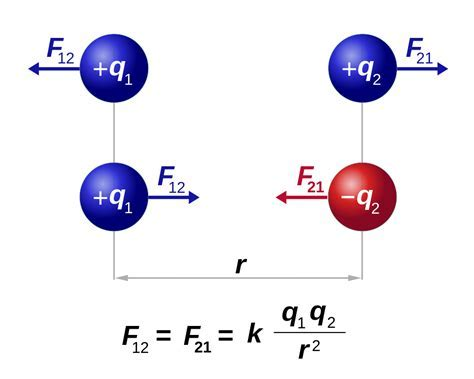 F12 +q1 +q2 F21
+q1 F12 F21 −q2
r
F12 = F21 = k q1q2 / r2